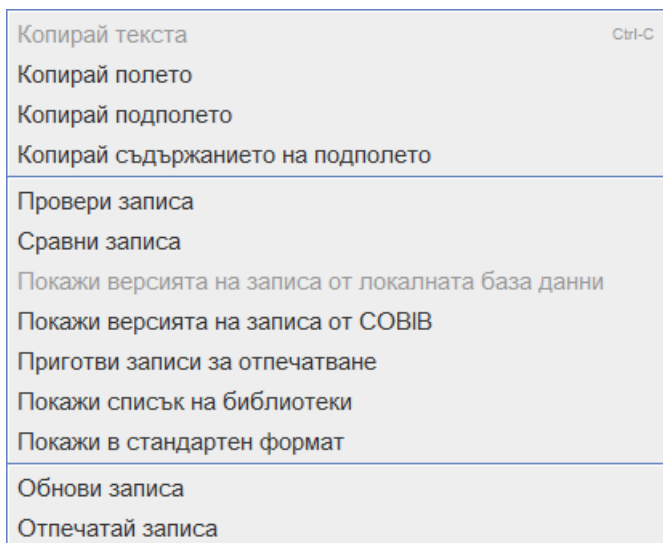 Копирай текста Ctrl-C
Копирай полето
Копирай подполето
Копирай съдържанието на подполето
Провери записа
Сравни записа
Покажи версията на записа от локалната база данни
Покажи версията на записа от COBIB
Приготви записи за отпечатване
Покажи списък на библиотеки
Покажи в стандартен формат
Обнови записа
Отпечатай записа